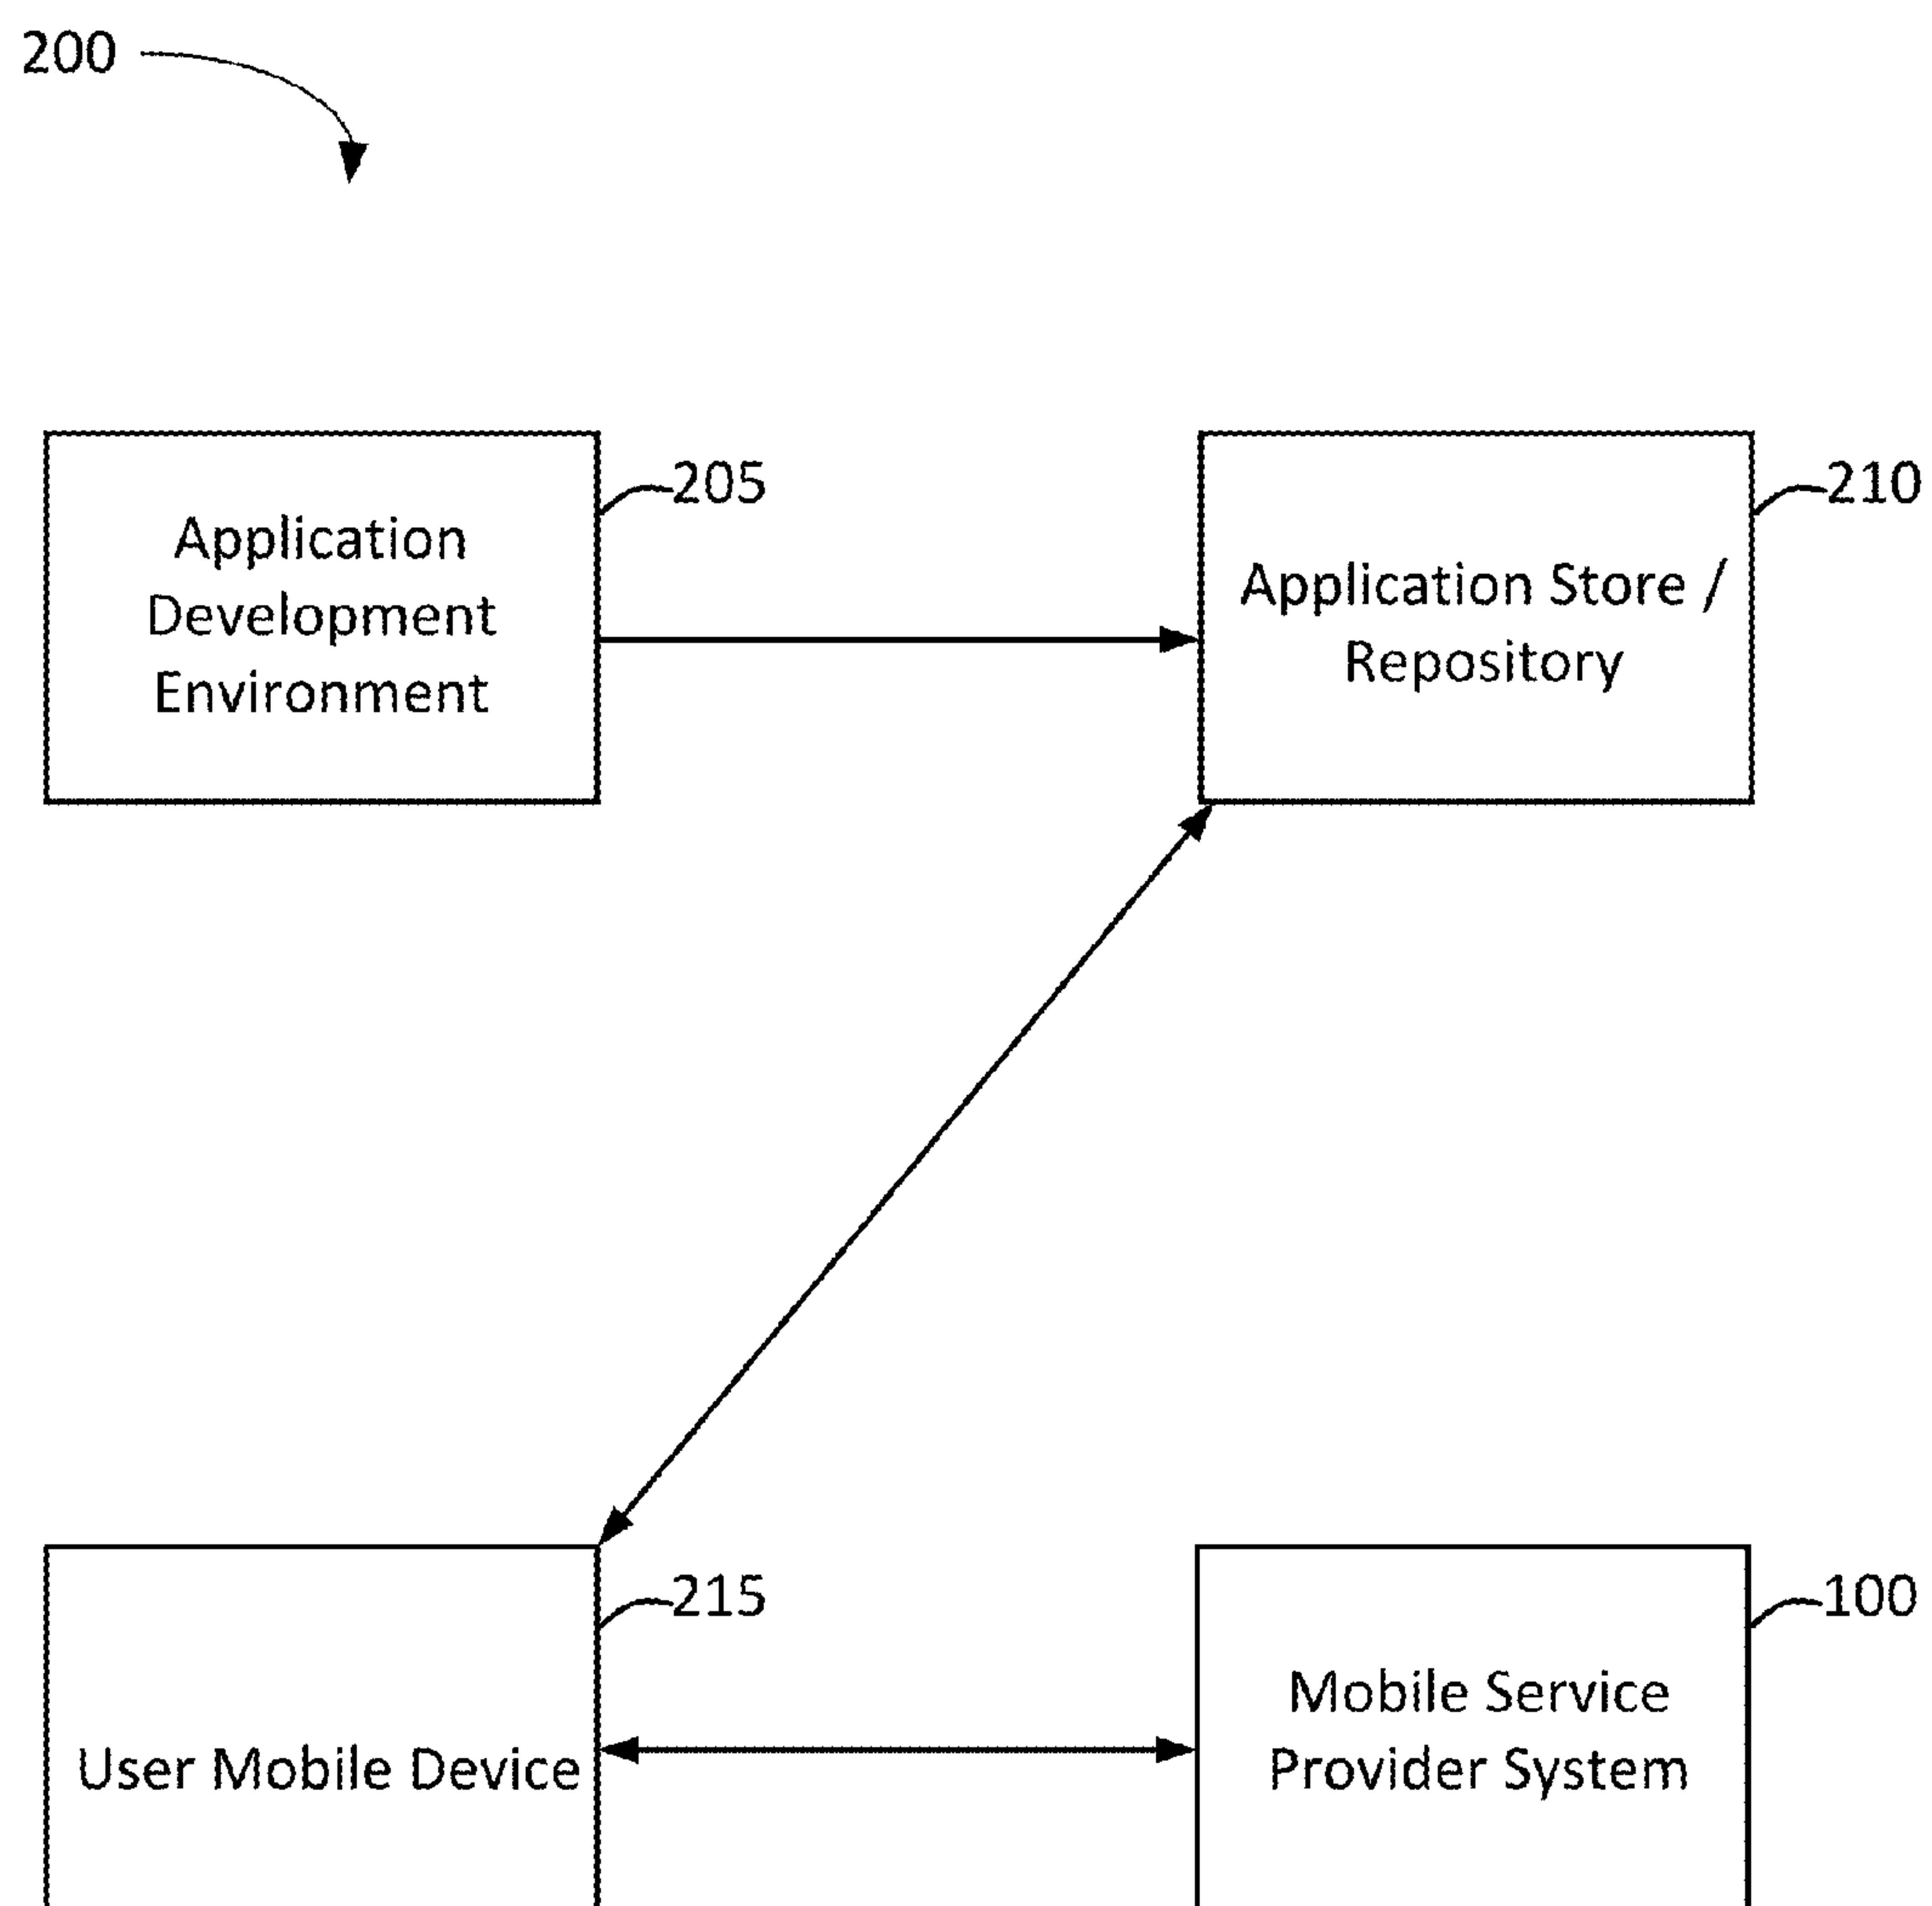 200
205
Application
Development
Environment
210
Application Store /
Repository
215
User Mobile Device
100
Mobile Service
Provider System